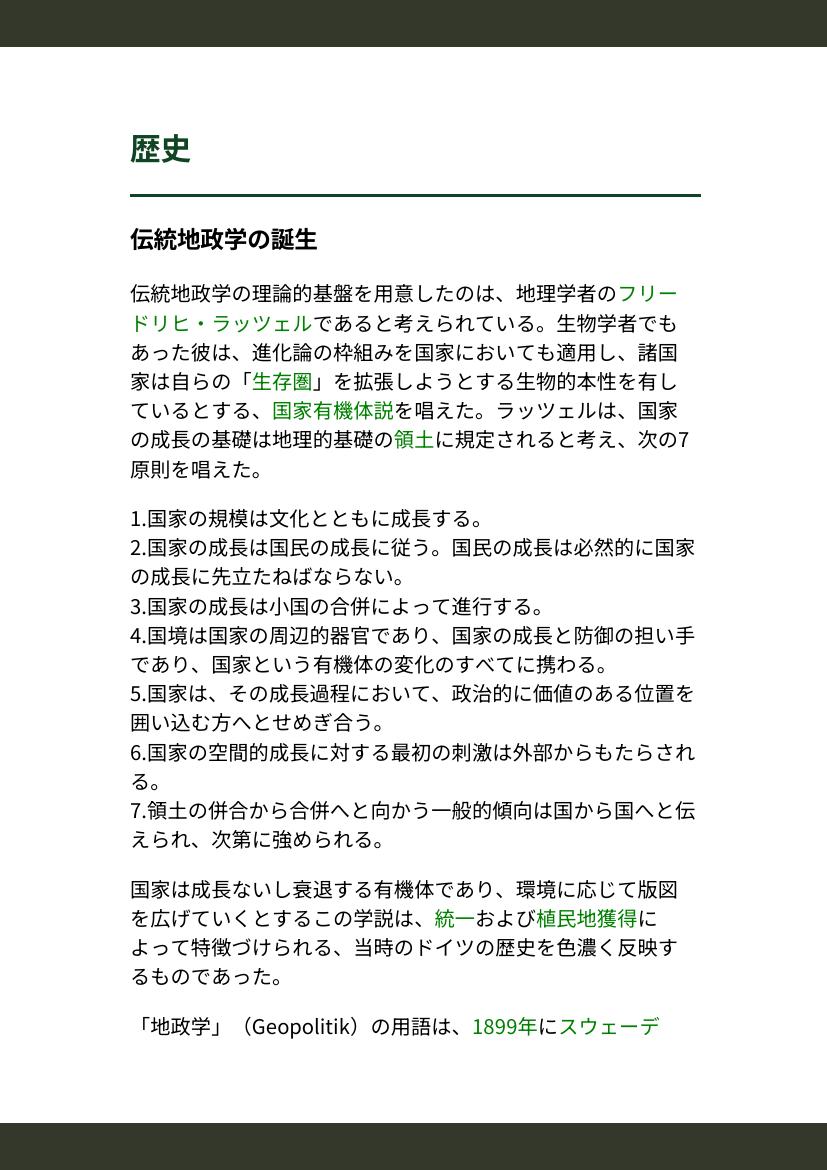 歴史
伝統地政学の誕生
伝統地政学の理論的基盤を用意したのは、地理学者のフリー
ドリヒ・ラッツェルであると考えられている。生物学者でも
あった彼は、進化論の枠組みを国家においても適用し、諸国
家は自らの「生存圏」を拡張しようとする生物的本性を有し
ているとする、国家有機体説を唱えた。ラッツェルは、国家
の成長の基礎は地理的基礎の領土に規定されると考え、次の7
原則を唱えた。
1.国家の規模は文化とともに成長する。
2.国家の成長は国民の成長に従う。国民の成長は必然的に国家
の成長に先立たねばならない。
3.国家の成長は小国の合併によって進行する。
4.国境は国家の周辺的器官であり、国家の成長と防御の担い手
であり、国家という有機体の変化のすべてに携わる。
5.国家は、その成長過程において、政治的に価値のある位置を
囲い込む方へとせめぎ合う。
6.国家の空間的成長に対する最初の刺激は外部からもたらされ
る。
7.領土の併合から合併へと向かう一般的傾向は国から国へと伝
えられ、次第に強められる。
国家は成長ないし衰退する有機体であり、環境に応じて版図
を広げていくとするこの学説は、統一および植民地獲得に
よって特徴づけられる、当時のドイツの歴史を色濃く反映す
るものであった。
「地政学」（Geopolitik）の用語は、1899年にスウェーデ